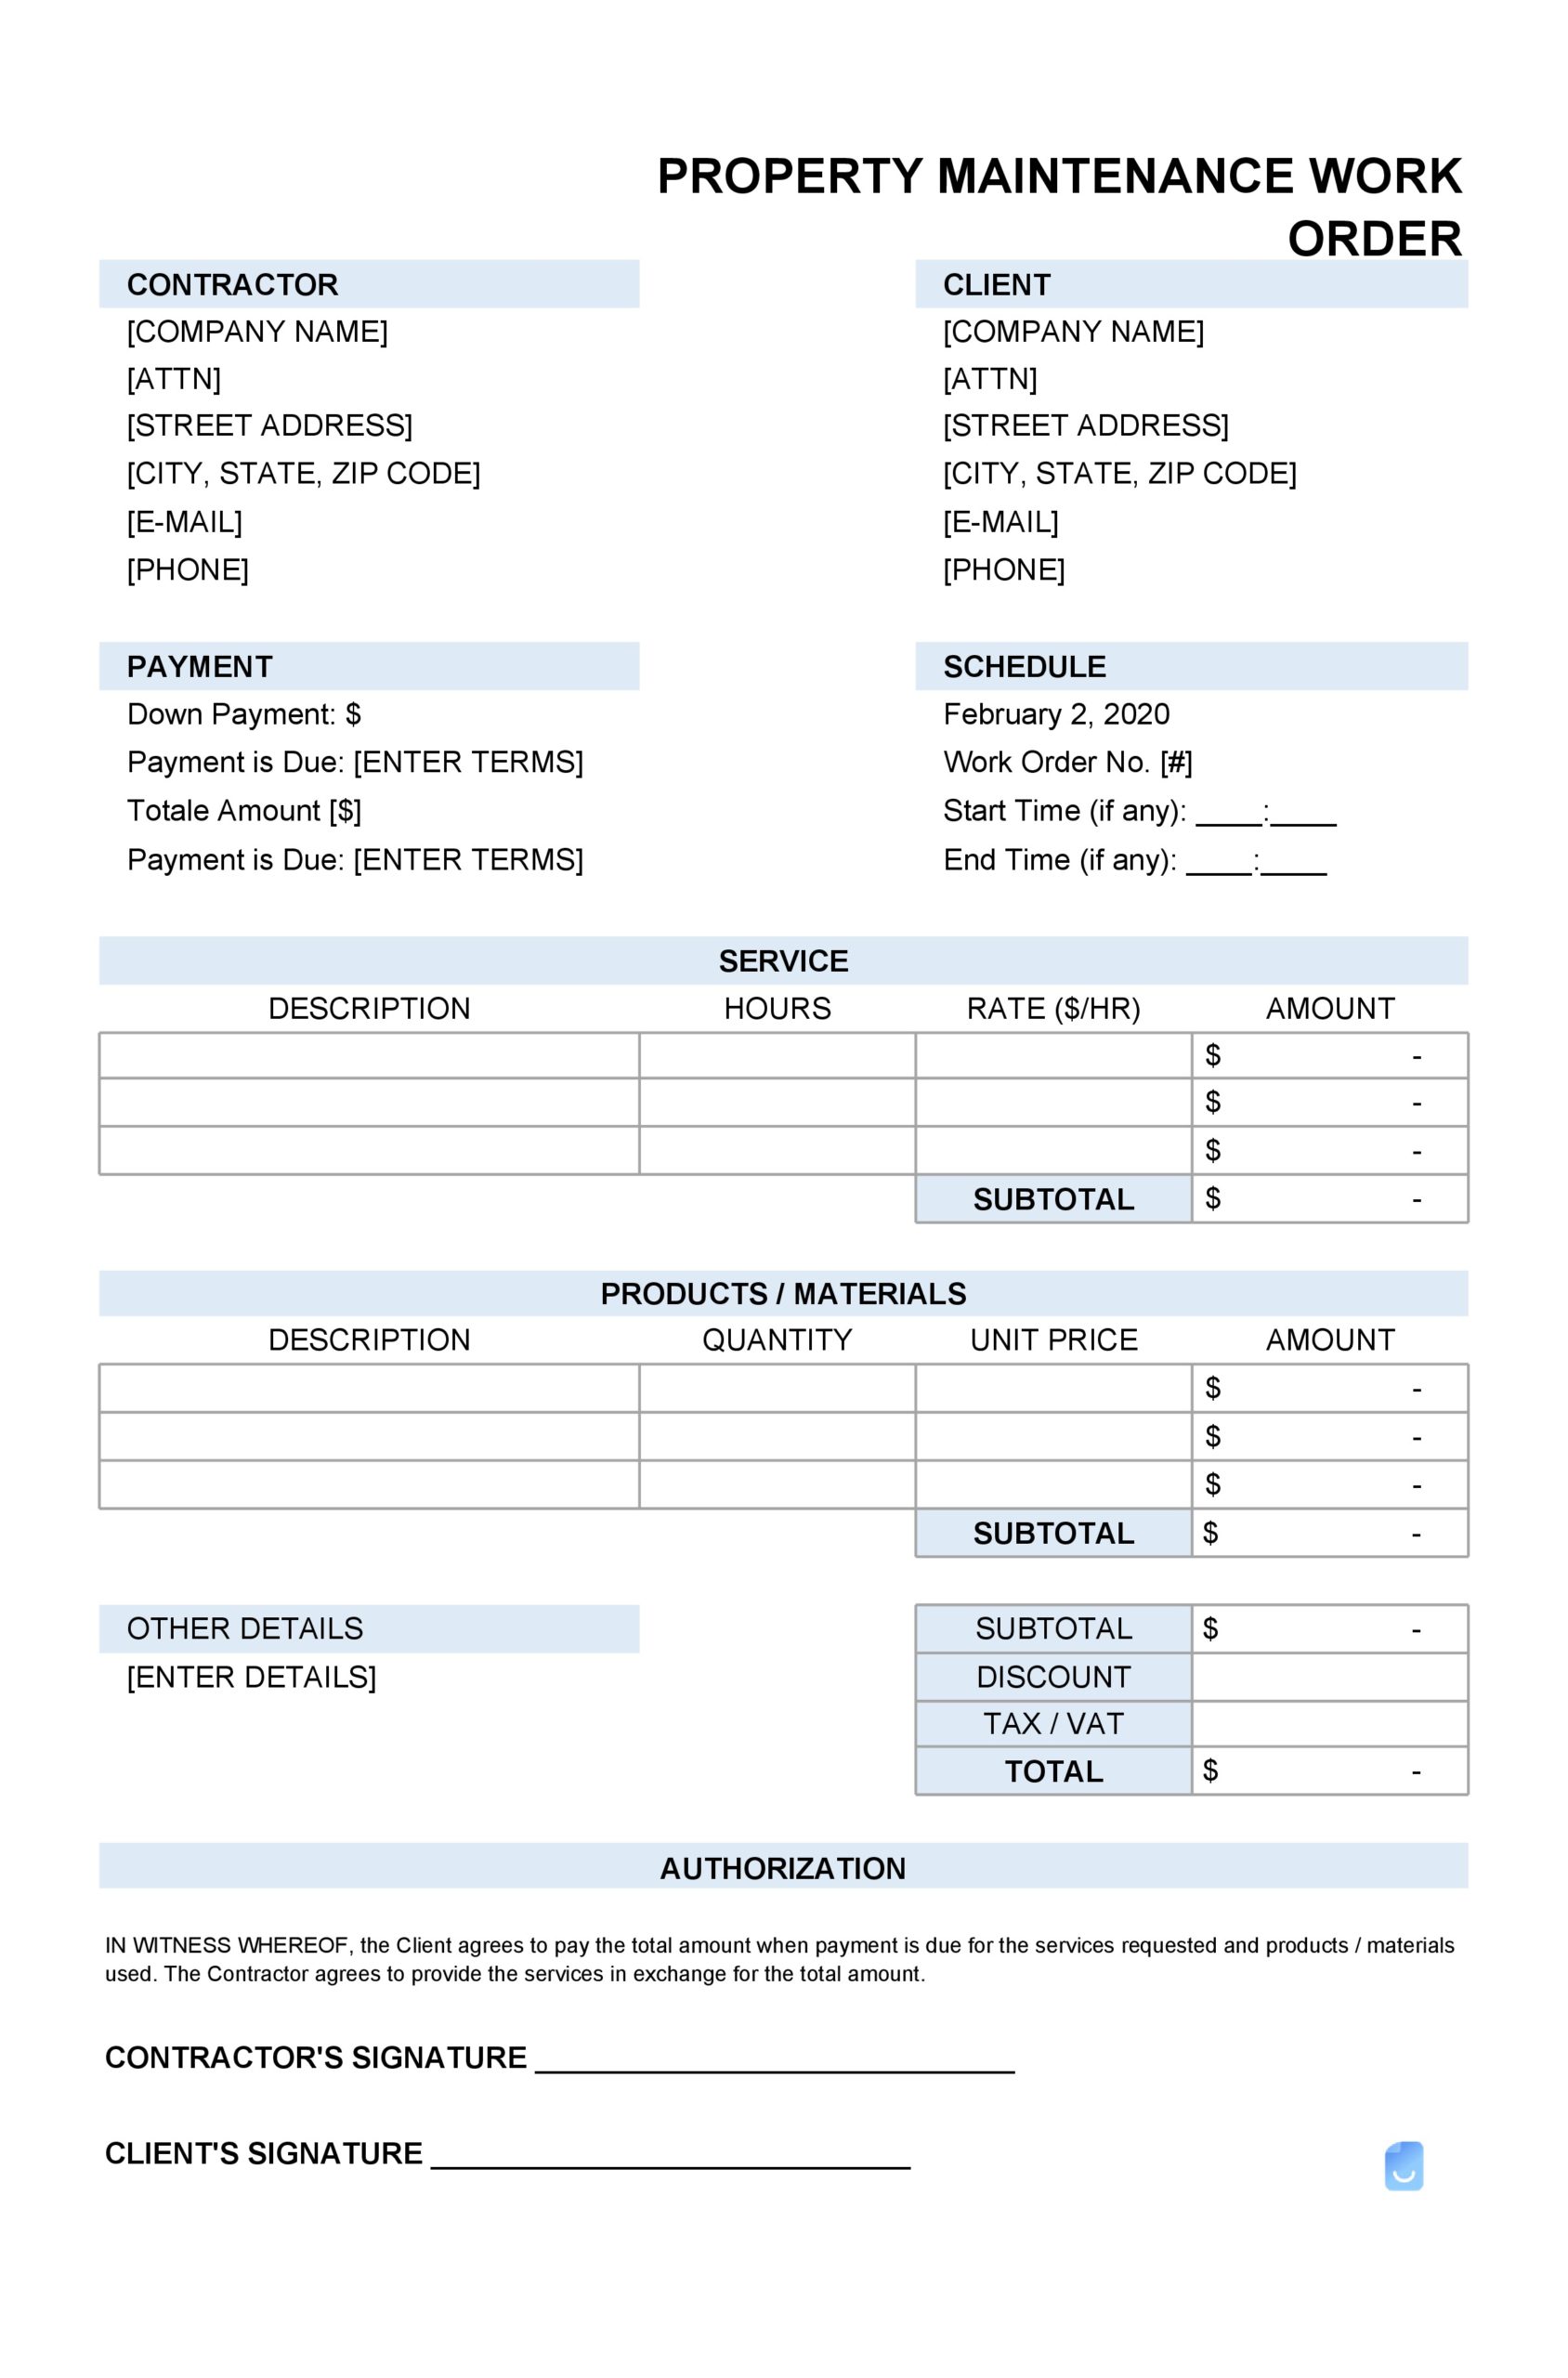 PROPERTY MAINTENANCE WORK
ORDER
CONTRACTOR
[COMPANY NAME]
[ATTN]
[STREET ADDRESS]
[CITY, STATE, ZIP CODE]
[E-MAIL]
[PHONE]
CLIENT
[COMPANY NAME]
[ATTN]
[STREET ADDRESS]
[CITY, STATE, ZIP CODE]
[E-MAIL]
[PHONE]
PAYMENT
Down Payment: $
Payment is Due: [ENTER TERMS]
Totale Amount [$]
Payment is Due: [ENTER TERMS]
SCHEDULE
February 2, 2020
Work Order No. [#]
Start Time (if any): ____:____
End Time (if any): ____:____
SERVICE
DESCRIPTION HOURS RATE ($/HR) AMOUNT
$ -
$ -
$ -
SUBTOTAL $ -
PRODUCTS / MATERIALS
DESCRIPTION QUANTITY UNIT PRICE AMOUNT
$ -
$ -
$ -
SUBTOTAL $ -
OTHER DETAILS
[ENTER DETAILS]
SUBTOTAL $ -
DISCOUNT
TAX / VAT
TOTAL $ -
AUTHORIZATION
IN WITNESS WHEREOF, the Client agrees to pay the total amount when payment is due for the services requested and products / materials
used. The Contractor agrees to provide the services in exchange for the total amount.
CONTRACTOR'S SIGNATURE ____________________________
CLIENT'S SIGNATURE ____________________________